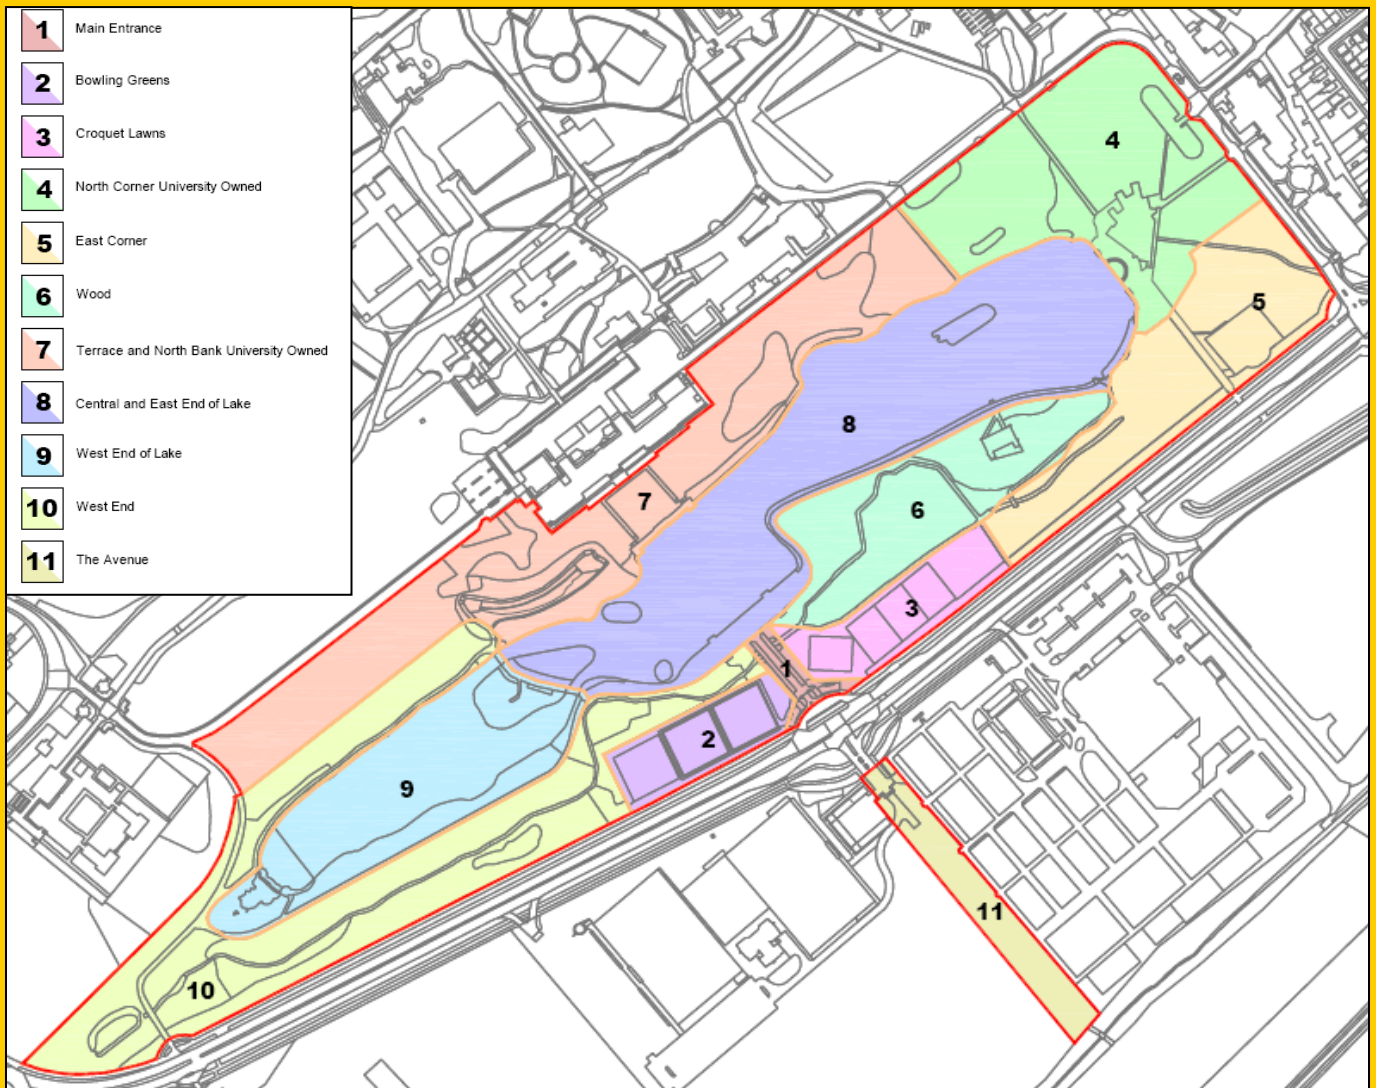 1 Main Entrance
2 Bowling Greens
3 Croquet Lawns
4 North Corner University Owned
5 East Corner
6 Wood
7 Terrace and North Bank University Owned
8 Central and East End of Lake
9 West End of Lake
10 West End
11 The Avenue
4
5
8
7
6
3
1
2
9
11
10